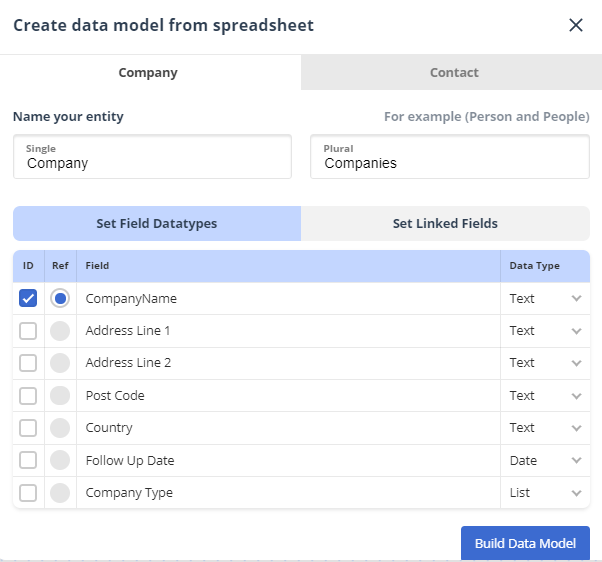 Create data model from spreadsheet
Company Contact
Name your entity For example (Person and People)
Single Plural
Company Companies
Set Field Datatypes Set Linked Fields
ID Ref Field Data Type
CompanyName Text
Address Line 1 Text
Address Line 2 Text
Post Code Text
Country Text
Follow Up Date Date
Company Type List
Build Data Model